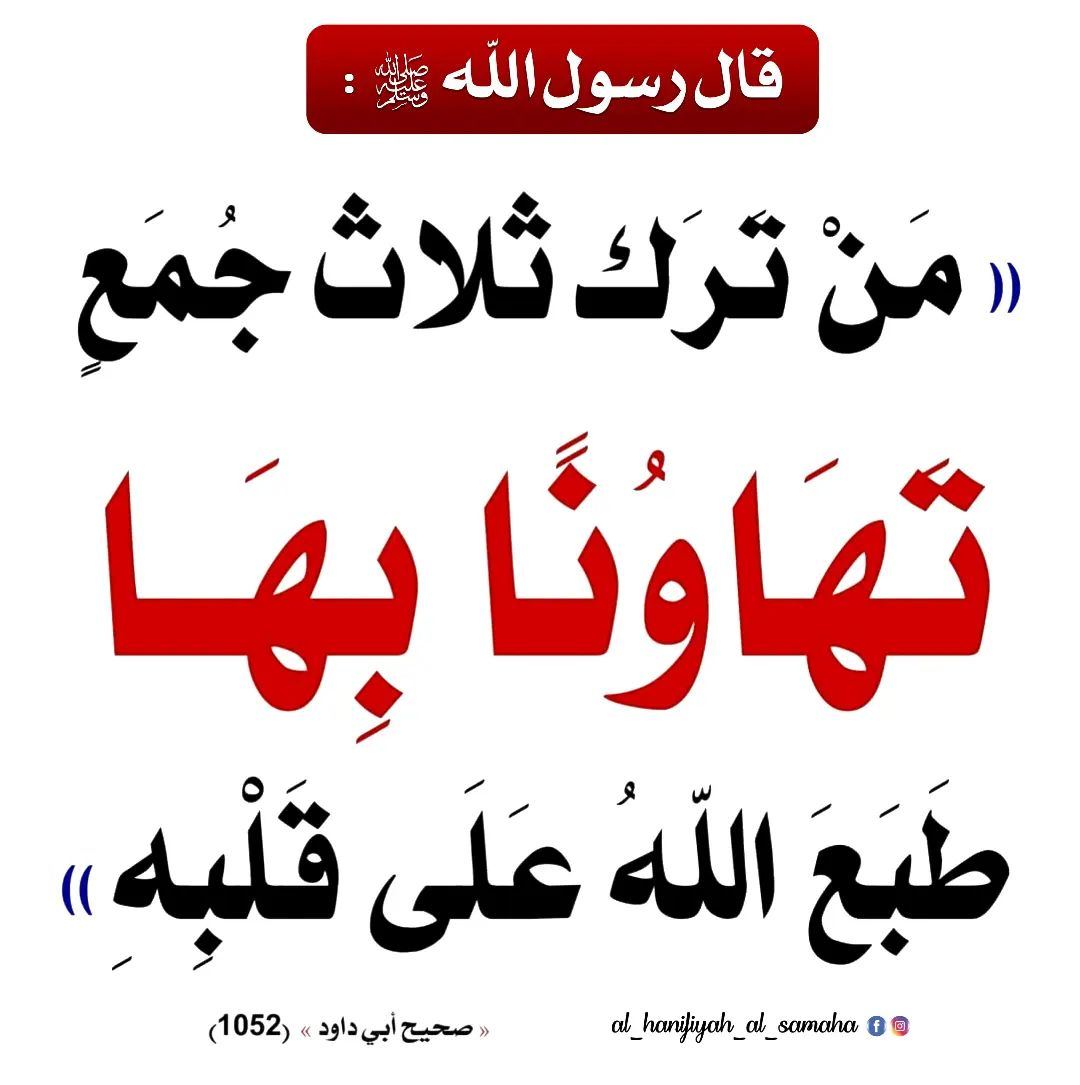 قال رسول الله ﷺ :
(( مَنْ تَرَك ثلاث جُمَعٍ
تَهَاوُنًا بِهَا
طَبَعَ اللّهُ عَلَى قَلْبِهِ ))
« صحيح أبي داود » (1052)
al_hanifiyah_al_samaha